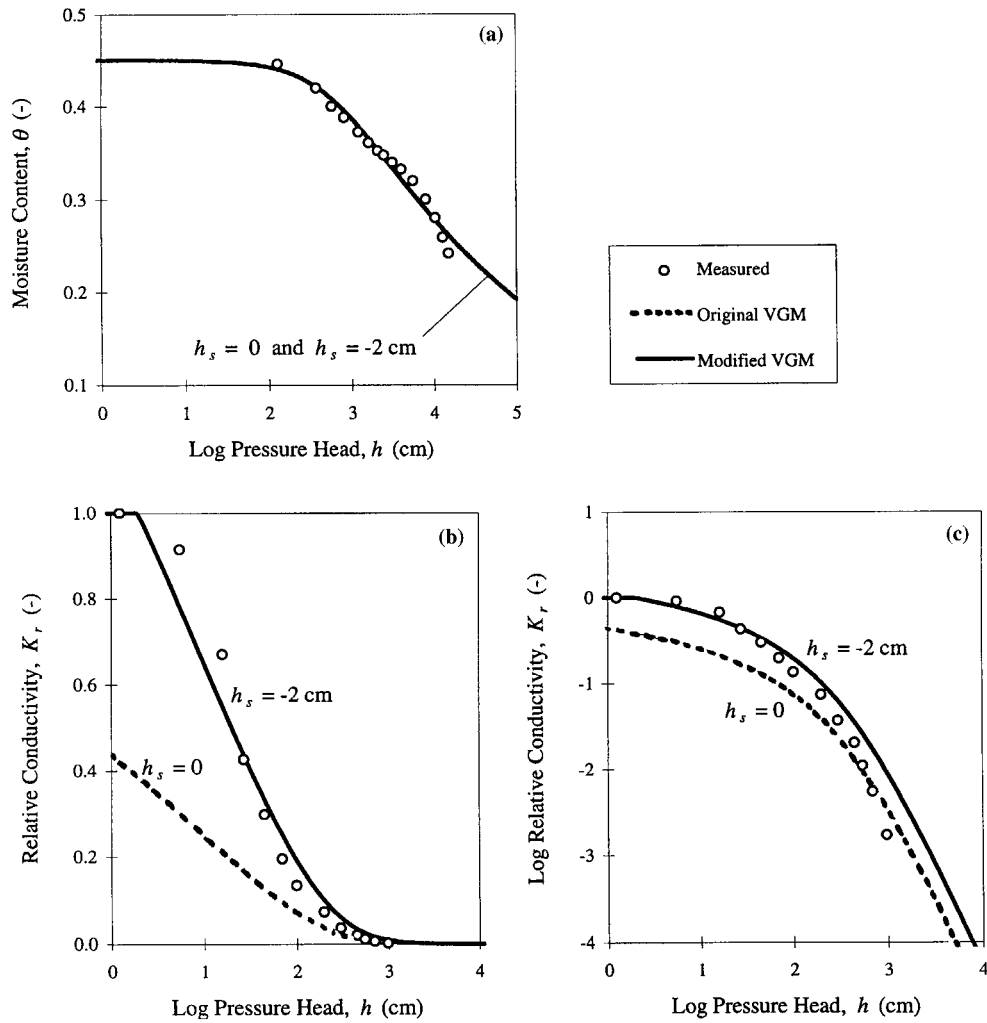 (a)
0.5
0.4
0.3
0.2
0.1
Moisture Content, θ (-)
h_s = 0 and h_s = -2 cm
0 1 2 3 4 5
Log Pressure Head, h (cm)
Measured
Original VGM
Modified VGM
(b)
1.0
0.8
0.6
0.4
0.2
0.0
Relative Conductivity, K_r (-)
h_s = -2 cm
h_s = 0
0 1 2 3 4
Log Pressure Head, h (cm)
(c)
1
0
-1
-2
-3
-4
Log Relative Conductivity, K_r (-)
h_s = -2 cm
h_s = 0
0 1 2 3 4
Log Pressure Head, h (cm)